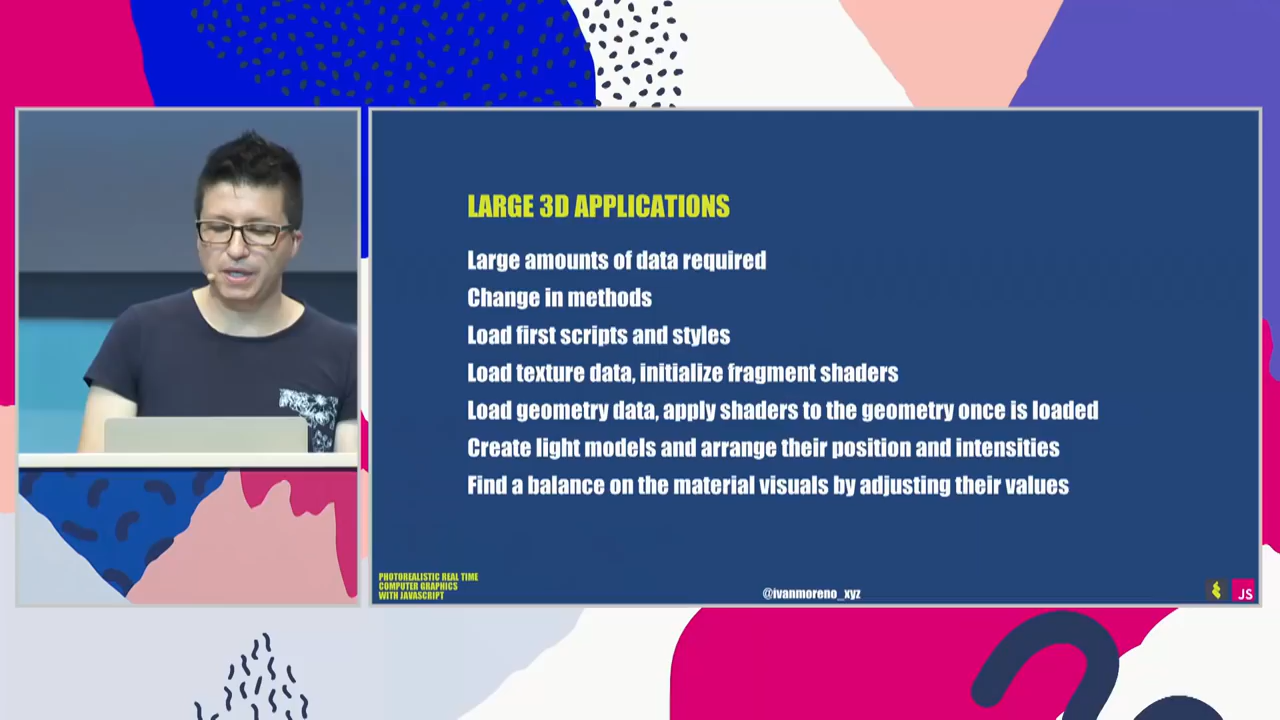 LARGE 3D APPLICATIONS
Large amounts of data required
Change in methods
Load first scripts and styles
Load texture data, initialize fragment shaders
Load geometry data, apply shaders to the geometry once is loaded
Create light models and arrange their position and intensities
Find a balance on the material visuals by adjusting their values
PHOTOREALISTIC REAL TIME
COMPUTER GRAPHICS
WITH JAVASCRIPT
@ivanmoreno_xyz
JS